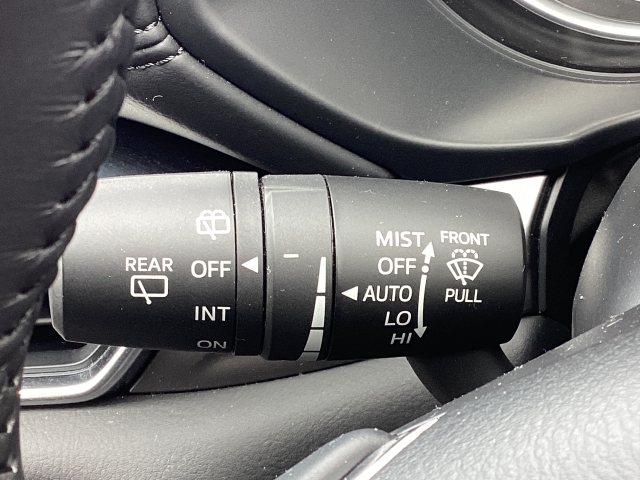 REAR
OFF
INT
ON
−
MIST
OFF
AUTO
LO
HI
FRONT
PULL